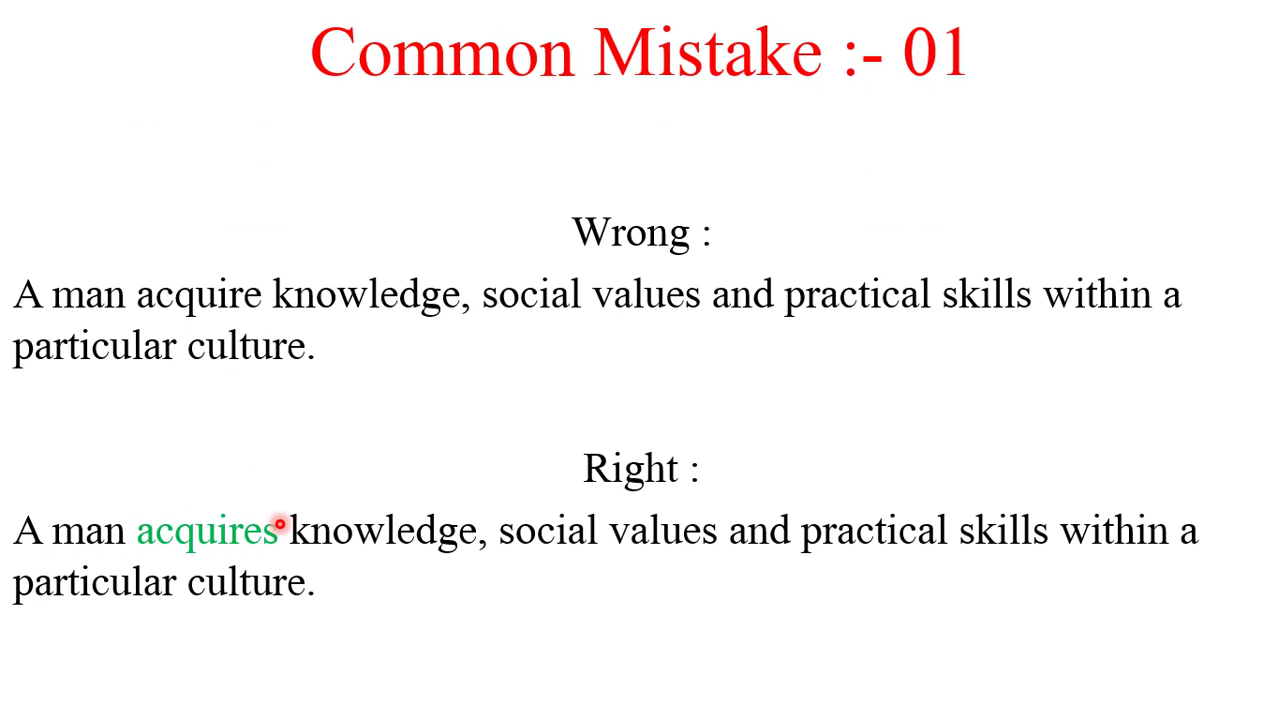 Common Mistake :- 01
Wrong :
A man acquire knowledge, social values and practical skills within a
particular culture.
Right :
A man acquires knowledge, social values and practical skills within a
particular culture.